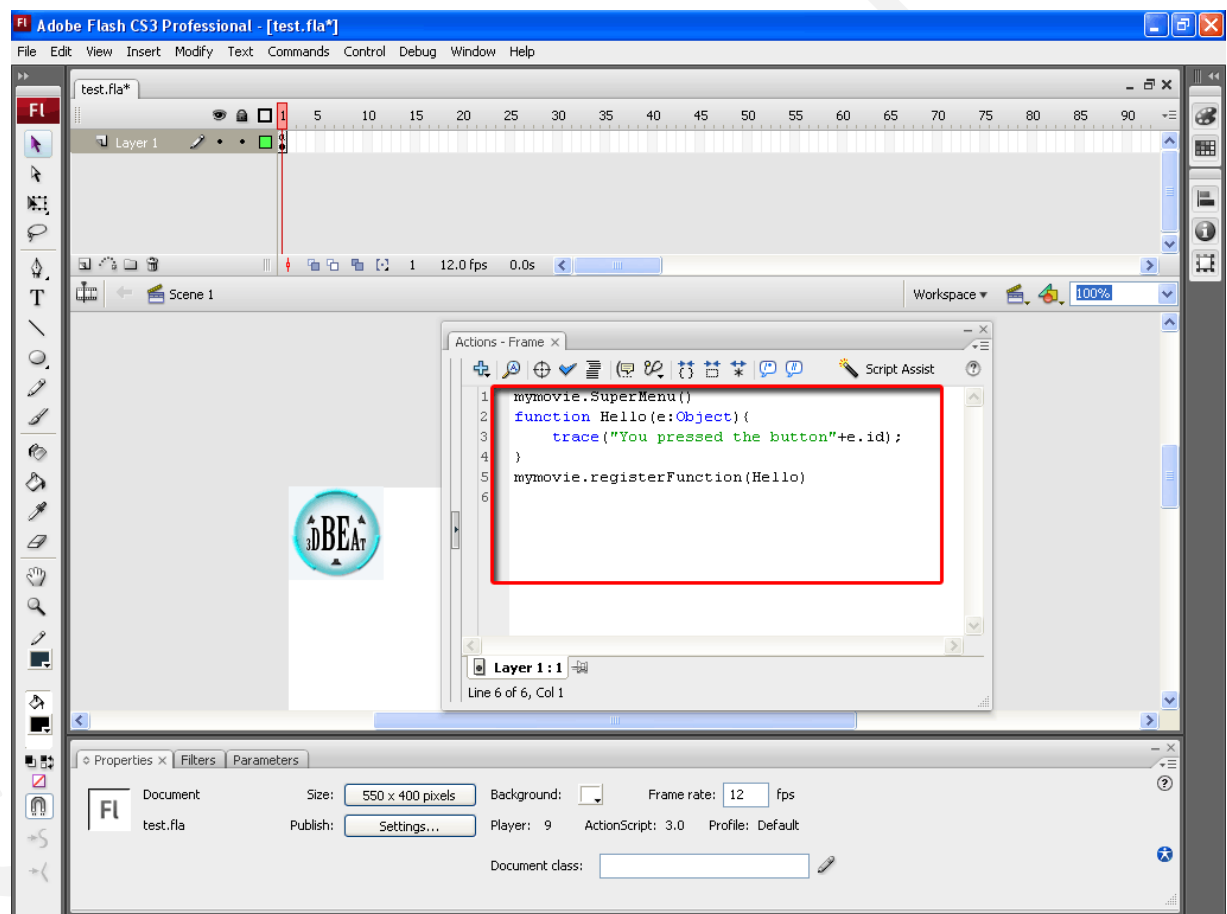 Fl Adobe Flash CS3 Professional - [test.fla*]
File Edit View Insert Modify Text Commands Control Debug Window Help
test.fla*
Fl
1 5 10 15 20 25 30 35 40 45 50 55 60 65 70 75 80 85 90
Layer 1
1 12.0 fps 0.0s
Scene 1 Workspace 100%
T
Actions - Frame
Script Assist
1 mymovie.SuperMenu()
2 function Hello(e:Object){
3 trace("You pressed the button"+e.id);
4 }
5 mymovie.registerFunction(Hello)
6
3DBEAT
Layer 1 : 1
Line 6 of 6, Col 1
Properties Filters Parameters
Fl
Document Size: 550 x 400 pixels Background: Frame rate: 12 fps
test.fla Publish: Settings... Player: 9 ActionScript: 3.0 Profile: Default
Document class: